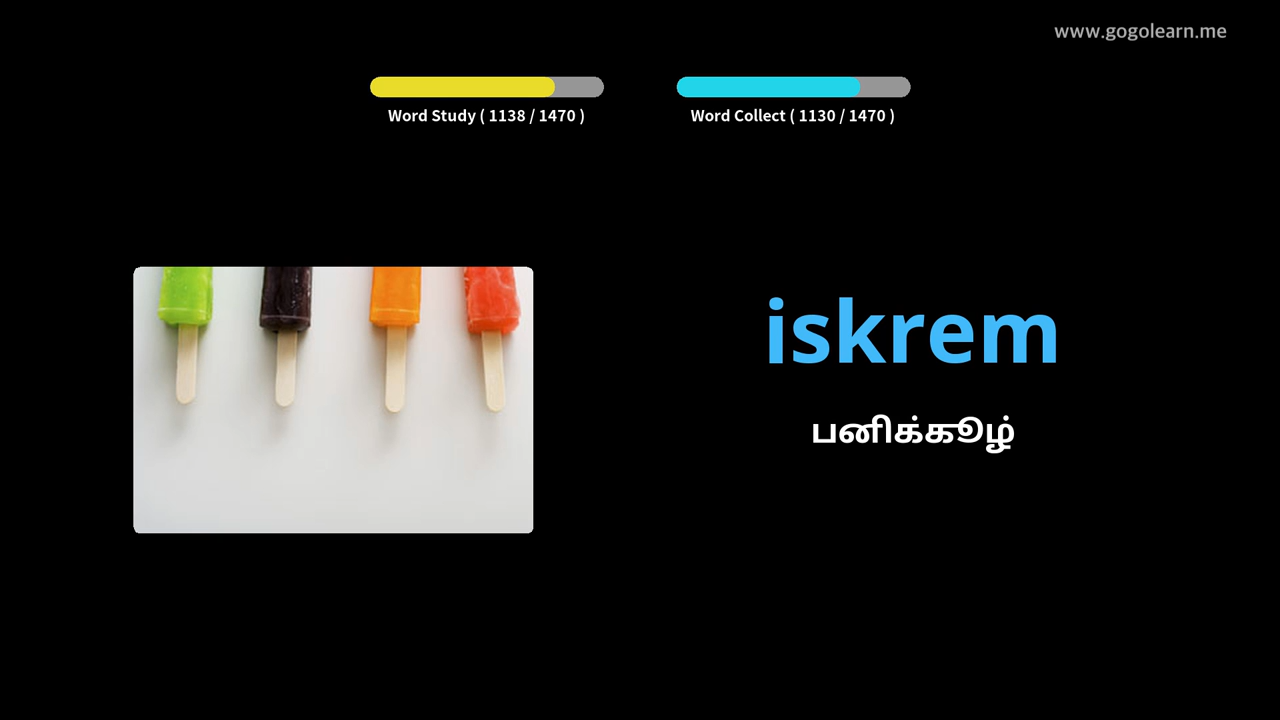 www.gogolearn.me
Word Study ( 1138 / 1470 )
Word Collect ( 1130 / 1470 )
iskrem
பனிக்கூழ்